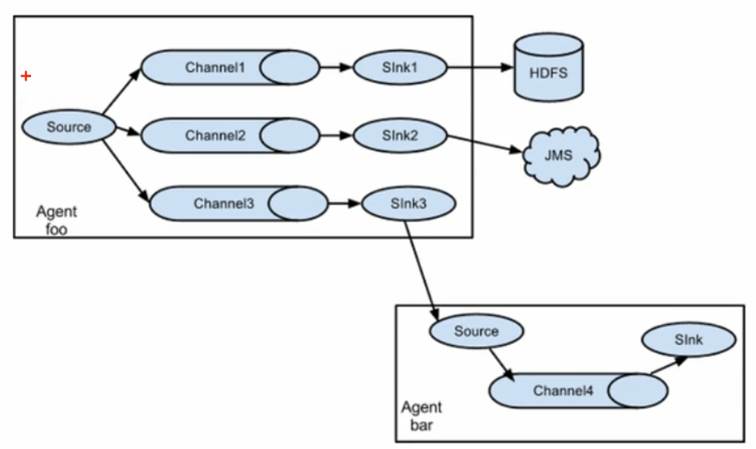 Channel1
SInk1
HDFS
Source
Channel2
SInk2
JMS
Channel3
SInk3
Agent
foo
Source
SInk
Channel4
Agent
bar